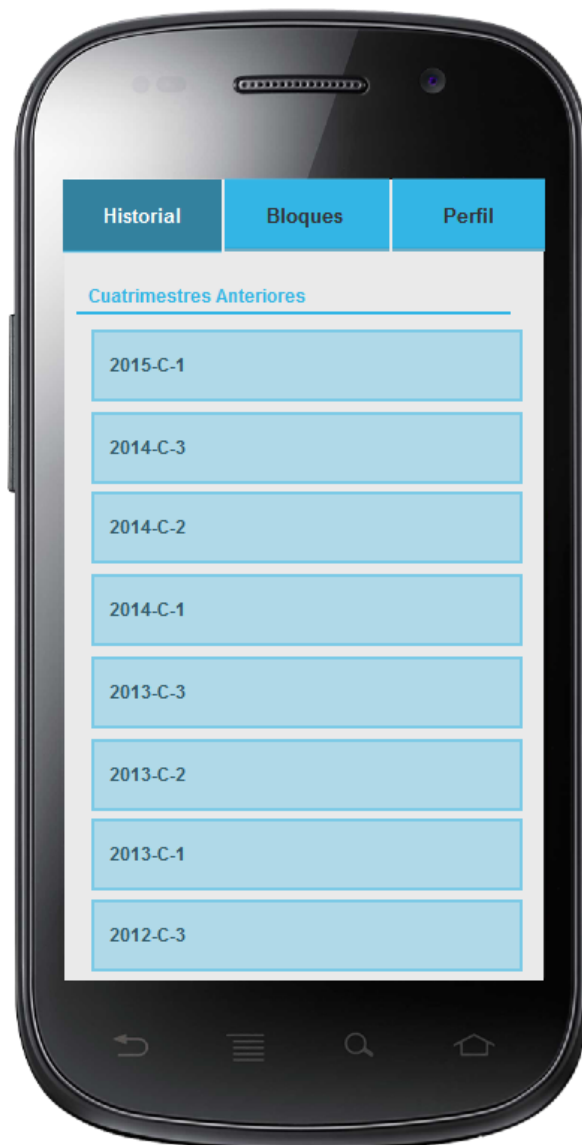 Historial Bloques Perfil
Cuatrimestres Anteriores
2015-C-1
2014-C-3
2014-C-2
2014-C-1
2013-C-3
2013-C-2
2013-C-1
2012-C-3